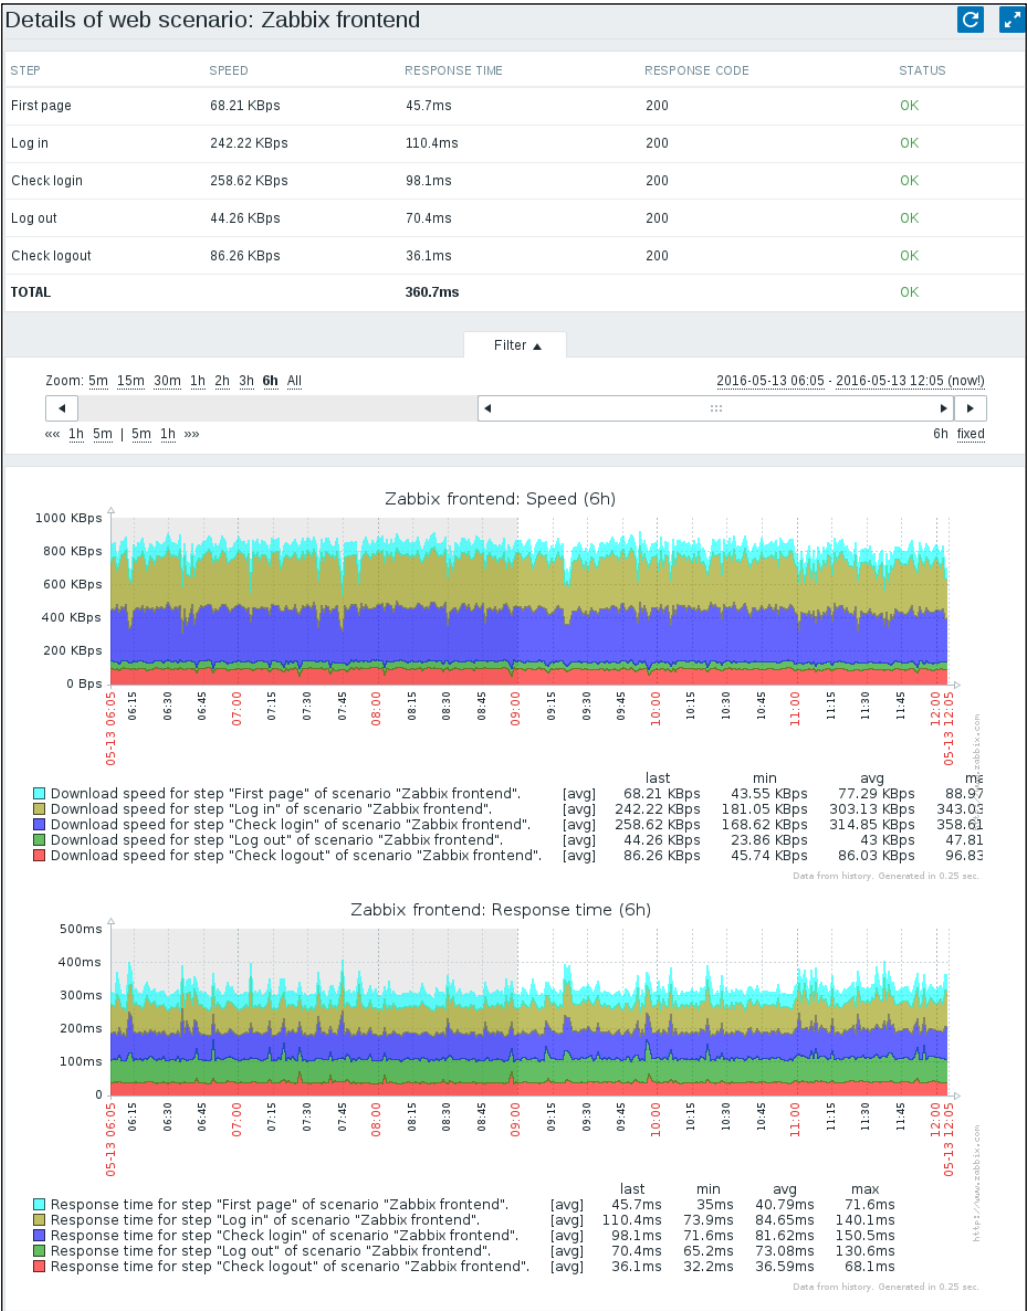 Details of web scenario: Zabbix frontend
STEP SPEED RESPONSE TIME RESPONSE CODE STATUS
First page 68.21 KBps 45.7ms 200 OK
Log in 242.22 KBps 110.4ms 200 OK
Check login 258.62 KBps 98.1ms 200 OK
Log out 44.26 KBps 70.4ms 200 OK
Check logout 86.26 KBps 36.1ms 200 OK
TOTAL 360.7ms OK
Filter ▲
Zoom: 5m 15m 30m 1h 2h 3h 6h All 2016-05-13 06:05 - 2016-05-13 12:05 (now!)
«« 1h 5m | 5m 1h »» 6h fixed
Zabbix frontend: Speed (6h)
1000 KBps
800 KBps
600 KBps
400 KBps
200 KBps
0 Bps
05-13 06:05 06:15 06:30 06:45 07:00 07:15 07:30 07:45 08:00 08:15 08:30 08:45 09:00 09:15 09:30 09:45 10:00 10:15 10:30 10:45 11:00 11:15 11:30 11:45 12:00 05-13 12:05
last min avg ma
Download speed for step "First page" of scenario "Zabbix frontend". [avg] 68.21 KBps 43.55 KBps 77.29 KBps 88.97
Download speed for step "Log in" of scenario "Zabbix frontend". [avg] 242.22 KBps 181.05 KBps 303.13 KBps 343.03
Download speed for step "Check login" of scenario "Zabbix frontend". [avg] 258.62 KBps 168.62 KBps 314.85 KBps 358.61
Download speed for step "Log out" of scenario "Zabbix frontend". [avg] 44.26 KBps 23.86 KBps 43 KBps 47.81
Download speed for step "Check logout" of scenario "Zabbix frontend". [avg] 86.26 KBps 45.74 KBps 86.03 KBps 96.83
Data from history. Generated in 0.25 sec.
Zabbix frontend: Response time (6h)
500ms
400ms
300ms
200ms
100ms
0
05-13 06:05 06:15 06:30 06:45 07:00 07:15 07:30 07:45 08:00 08:15 08:30 08:45 09:00 09:15 09:30 09:45 10:00 10:15 10:30 10:45 11:00 11:15 11:30 11:45 12:00 05-13 12:05
http://www.zabbix.com
last min avg max
Response time for step "First page" of scenario "Zabbix frontend". [avg] 45.7ms 35ms 40.79ms 71.6ms
Response time for step "Log in" of scenario "Zabbix frontend". [avg] 110.4ms 73.9ms 84.65ms 140.1ms
Response time for step "Check login" of scenario "Zabbix frontend". [avg] 98.1ms 71.6ms 81.62ms 150.5ms
Response time for step "Log out" of scenario "Zabbix frontend". [avg] 70.4ms 65.2ms 73.08ms 130.6ms
Response time for step "Check logout" of scenario "Zabbix frontend". [avg] 36.1ms 32.2ms 36.59ms 68.1ms
Data from history. Generated in 0.25 sec.